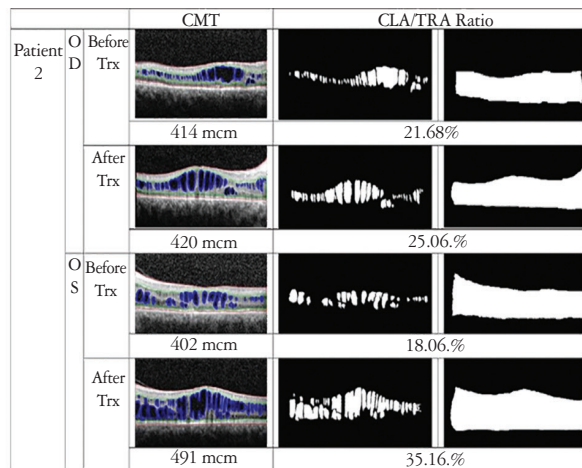 CMT CLA/TRA Ratio
Patient 2 O D Before Trx
414 mcm 21.68%
After Trx
420 mcm 25.06.%
O S Before Trx
402 mcm 18.06.%
After Trx
491 mcm 35.16.%